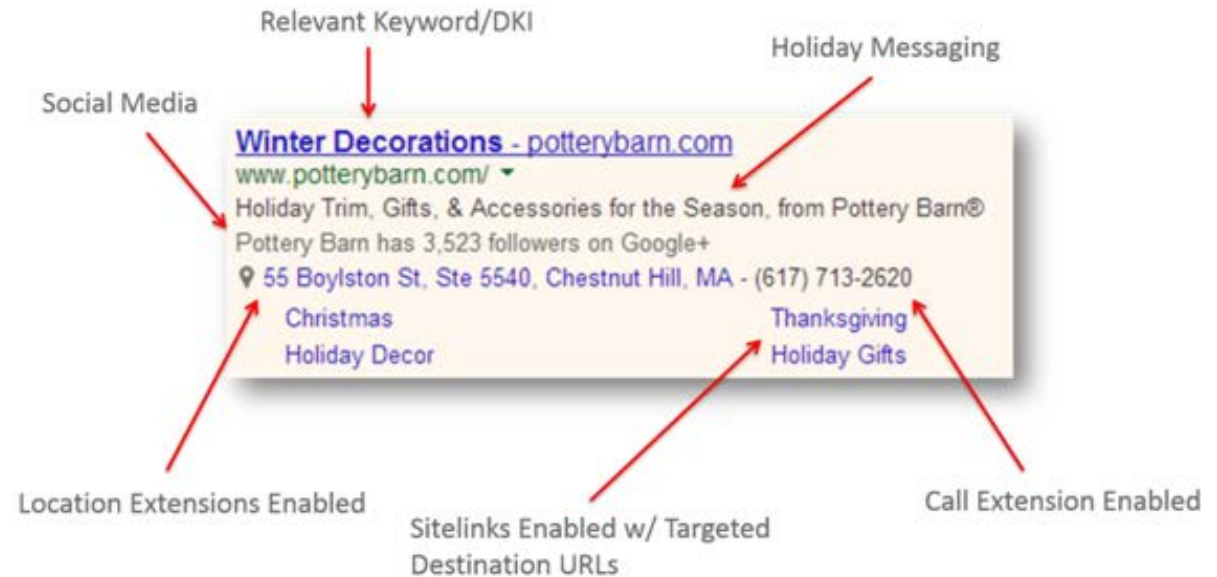 Relevant Keyword/DKI
Holiday Messaging
Social Media
Winter Decorations - potterybarn.com
www.potterybarn.com/
Holiday Trim, Gifts, & Accessories for the Season, from Pottery Barn®
Pottery Barn has 3,523 followers on Google+
55 Boylston St, Ste 5540, Chestnut Hill, MA - (617) 713-2620
Christmas
Thanksgiving
Holiday Decor
Holiday Gifts
Location Extensions Enabled
Sitelinks Enabled w/ Targeted
Destination URLs
Call Extension Enabled